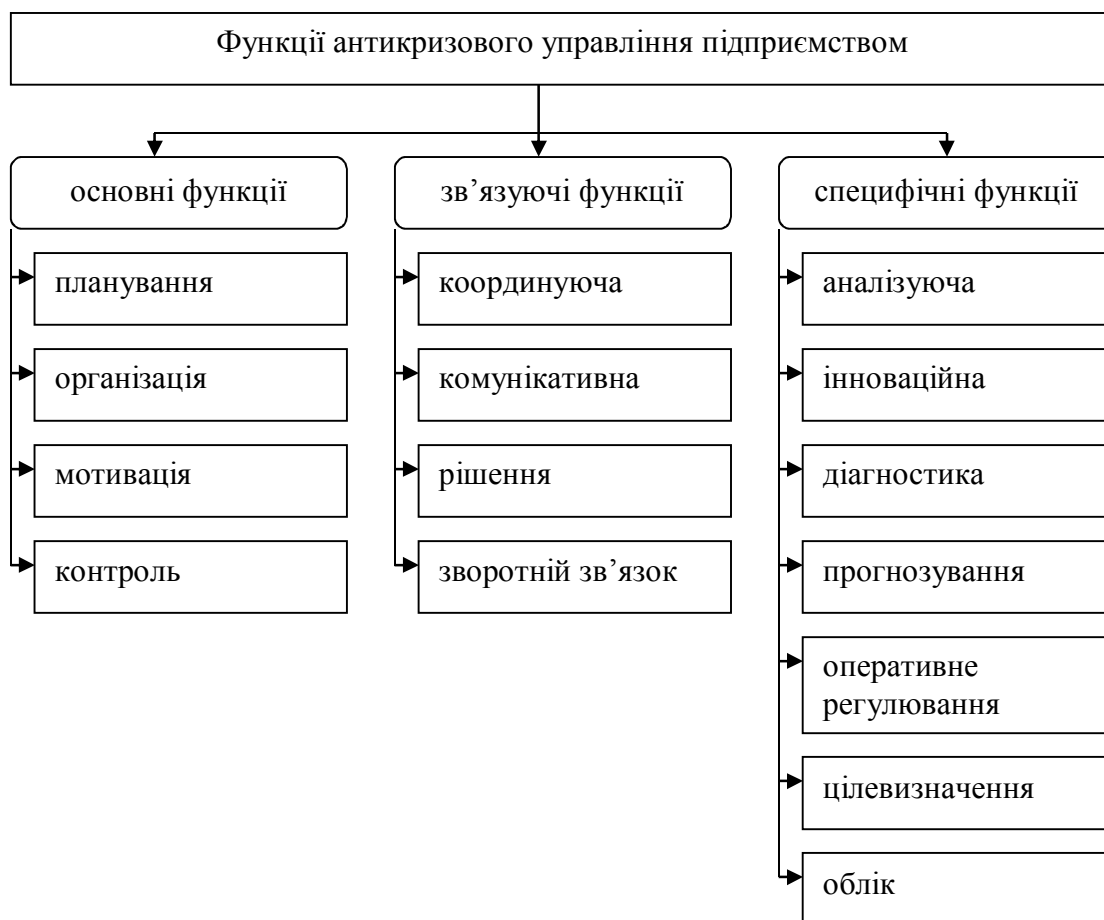 Функції антикризового управління підприємством
основні функції
планування
організація
мотивація
контроль
зв’язуючі функції
координуюча
комунікативна
рішення
зворотній зв’язок
специфічні функції
аналізуюча
інноваційна
діагностика
прогнозування
оперативне
регулювання
цілевизначення
облік